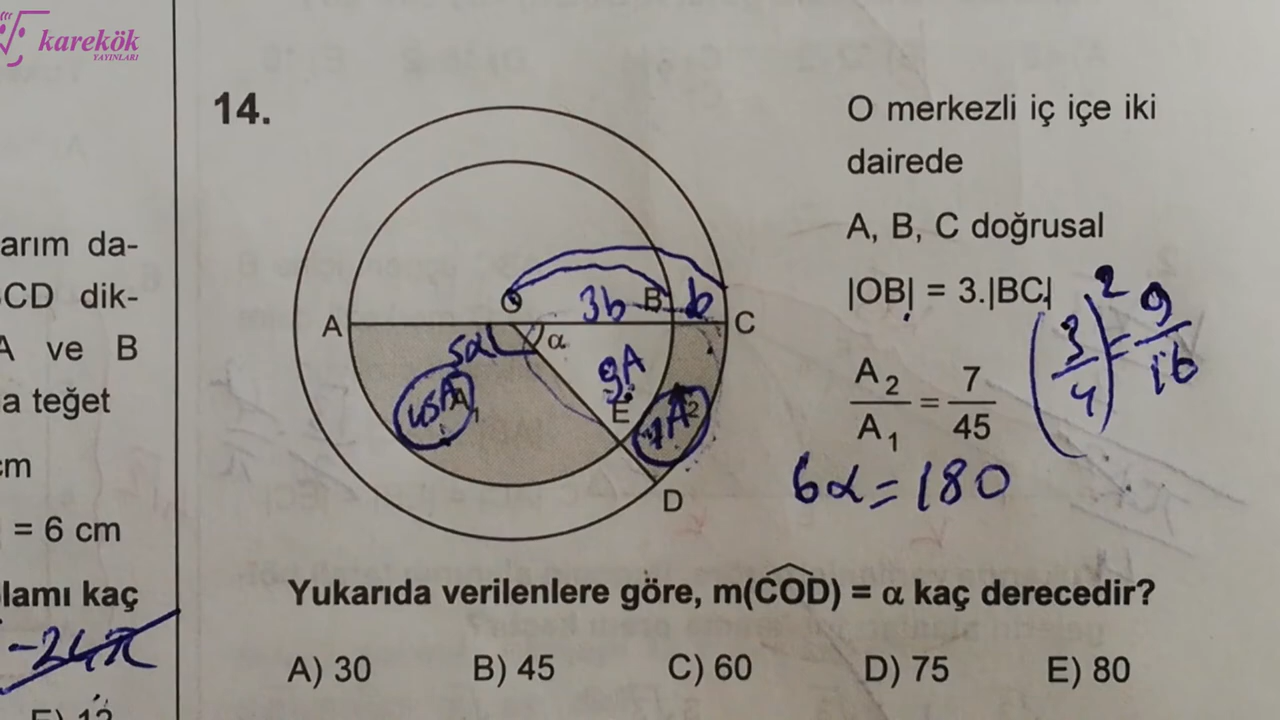 karekök
YAYINLARI
arım da-
CD dik-
A ve B
a teğet
cm
= 6 cm
lamı kaç
-24π
E) 12
14.
O merkezli iç içe iki
dairede
A, B, C doğrusal
|OB| = 3.|BC|
(3/4)² = 9/16
A₂/A₁ = 7/45
6α = 180
O
3b
B
b
A
C
5α
α
9A
45A
E
7A
2
D
Yukarıda verilenlere göre, m(COD) = α kaç derecedir?
A) 30 B) 45 C) 60 D) 75 E) 80